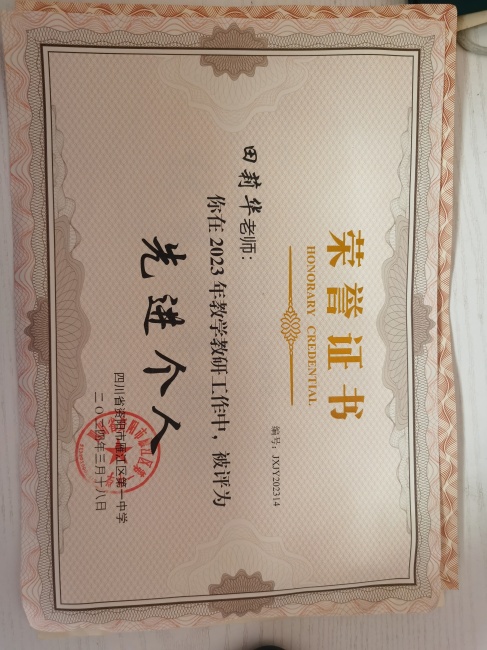 荣誉证书
HONORARY CREDENTIAL
编号：JXJY202314
田莉华老师：
你在2023年教学教研工作中，被评为
先进个人
四川省资阳市雁江区第一中学
二〇二四年三月十八日